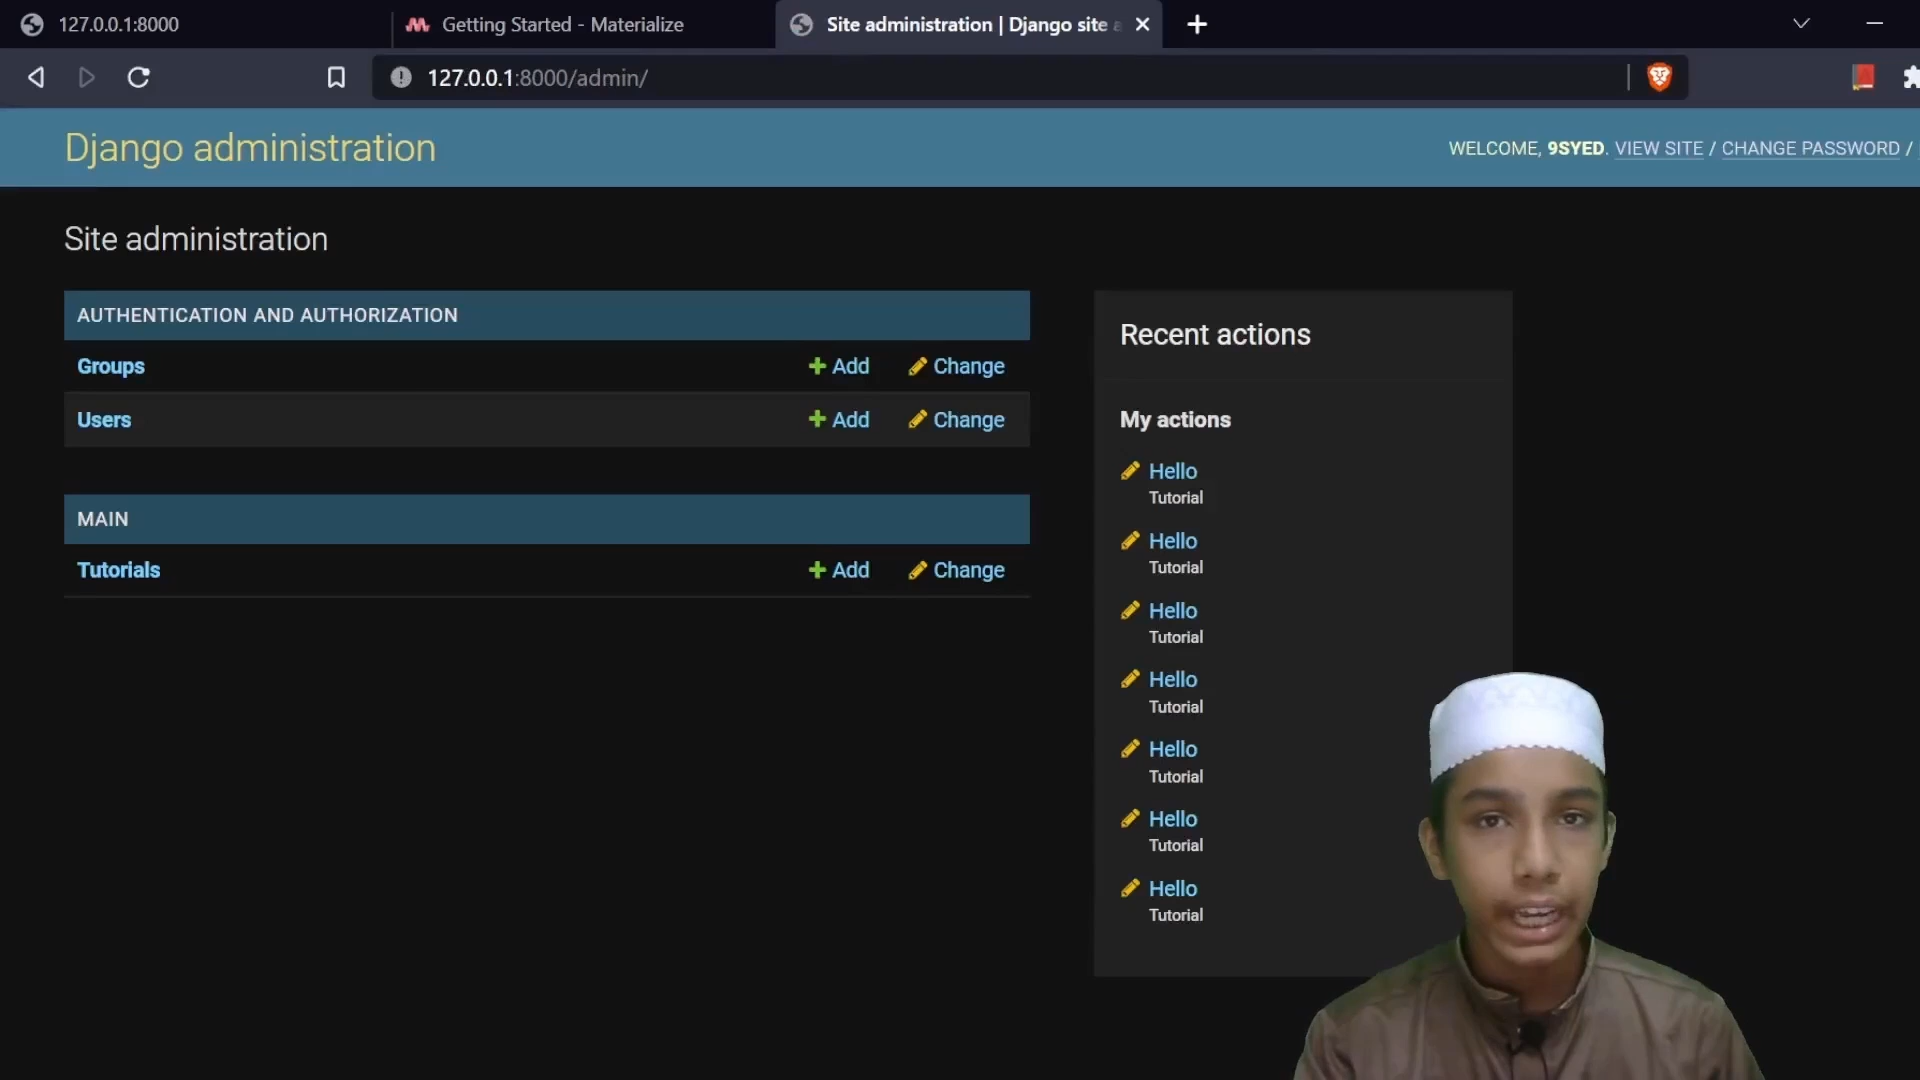 127.0.0.1:8000
Getting Started - Materialize
Site administration | Django site a
127.0.0.1:8000/admin/
Django administration
WELCOME, 9SYED. VIEW SITE / CHANGE PASSWORD /
Site administration
AUTHENTICATION AND AUTHORIZATION
Groups Add Change
Users Add Change
MAIN
Tutorials Add Change
Recent actions
My actions
Hello
Tutorial
Hello
Tutorial
Hello
Tutorial
Hello
Tutorial
Hello
Tutorial
Hello
Tutorial
Hello
Tutorial